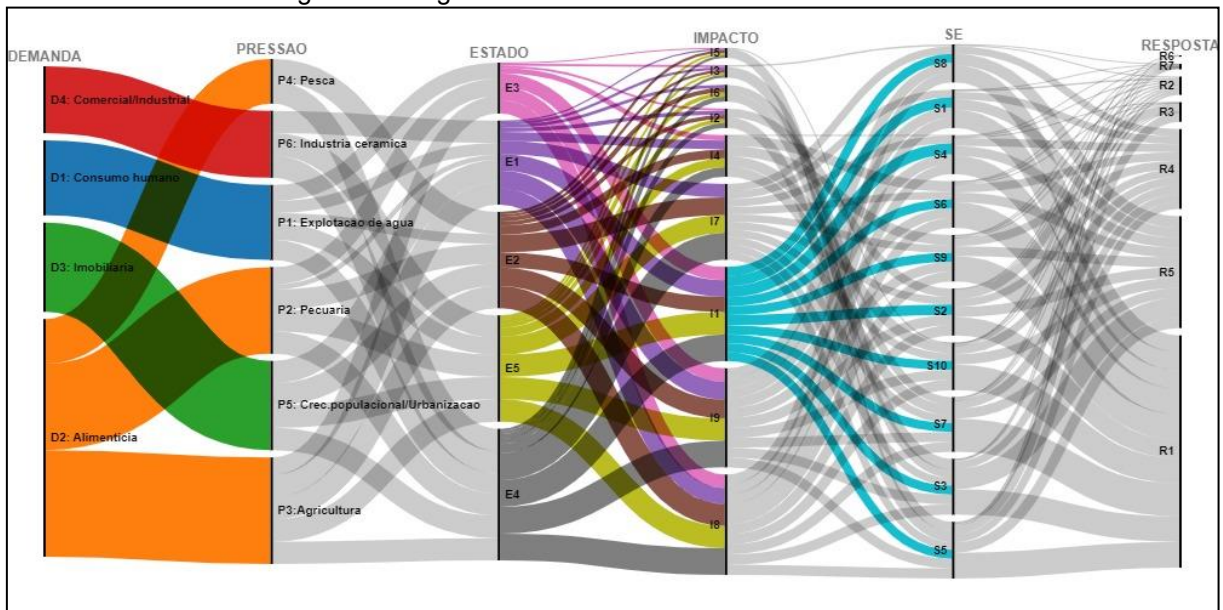 DEMANDA
D4: Comercial/Industrial
D1: Consumo humano
D3: Imobiliaria
D2: Alimenticia
PRESSAO
P4: Pesca
P6: Industria ceramica
P1: Explotacao de agua
P2: Pecuaria
P5: Crec.populacional/Urbanizacao
P3:Agricultura
ESTADO
E3
E1
E2
E5
E4
IMPACTO
I5
I3
I6
I2
I4
I7
I1
I9
I8
SE
S8
S1
S4
S6
S9
S2
S10
S7
S3
S5
RESPOSTA
R6
R7
R2
R3
R4
R5
R1